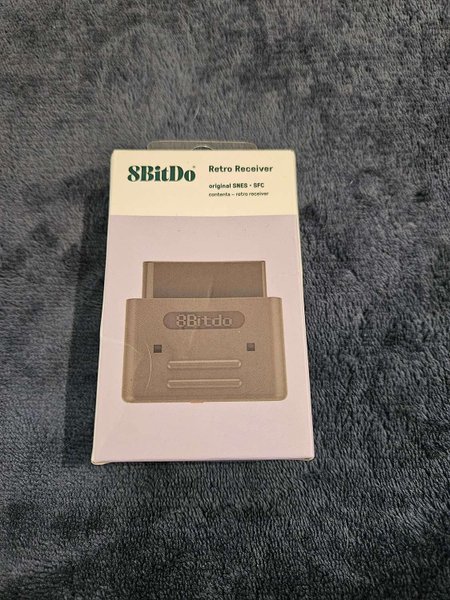 8BitDo
Retro Receiver
original SNES • SFC
contents – retro receiver
8Bitdo